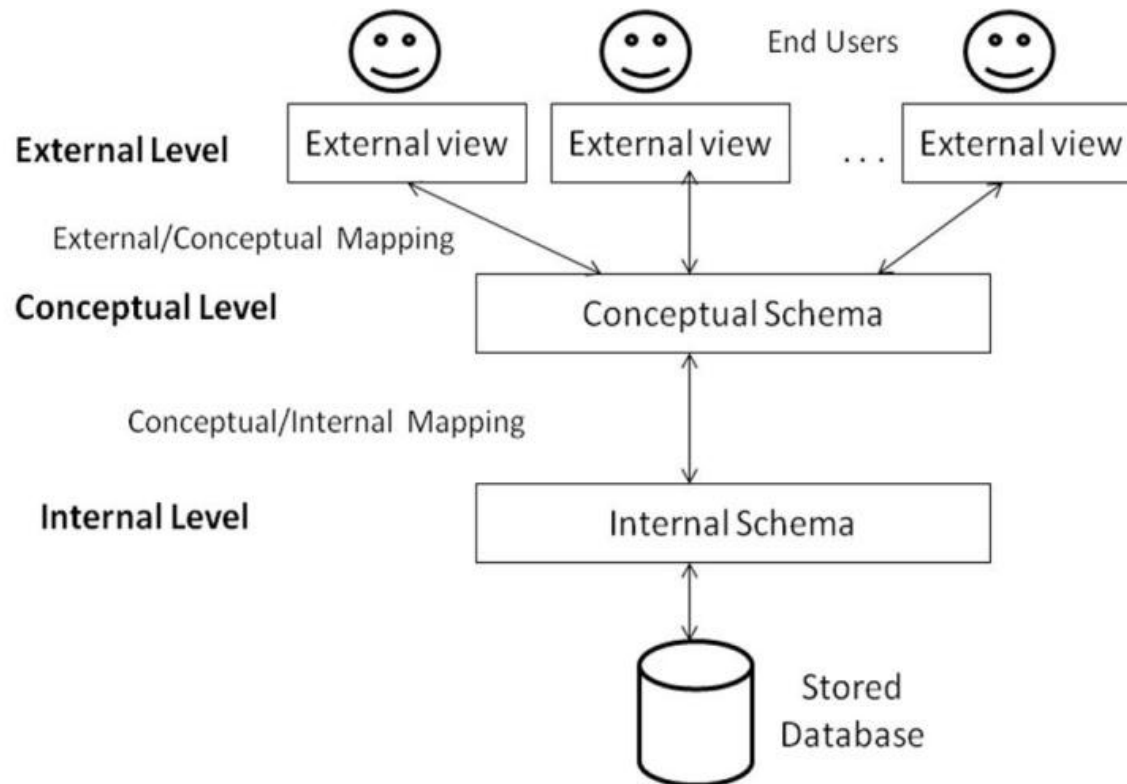 End Users
External Level
External view
External view
. . .
External view
External/Conceptual Mapping
Conceptual Level
Conceptual Schema
Conceptual/Internal Mapping
Internal Level
Internal Schema
Stored
Database